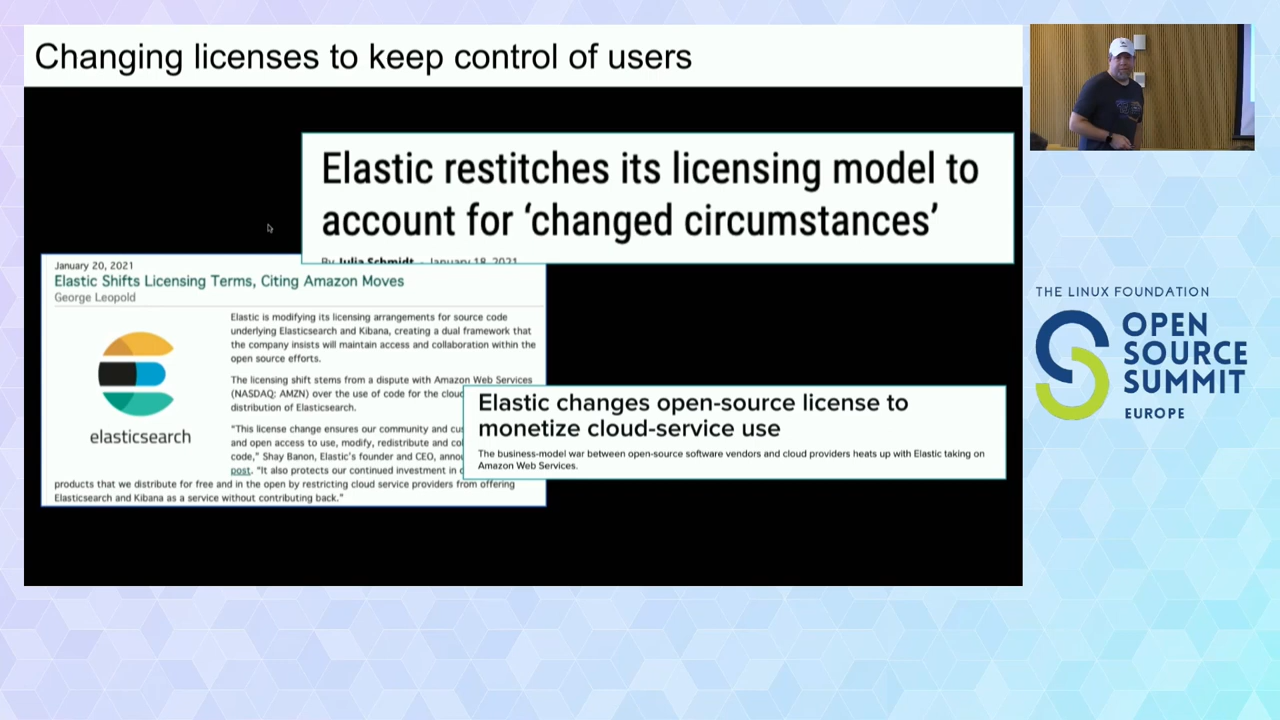 Changing licenses to keep control of users
Elastic restitches its licensing model to
account for ‘changed circumstances’
By Julia Schmidt - January 18, 2021
January 20, 2021
Elastic Shifts Licensing Terms, Citing Amazon Moves
George Leopold
Elastic is modifying its licensing arrangements for source code
underlying Elasticsearch and Kibana, creating a dual framework that
the company insists will maintain access and collaboration within the
open source efforts.
The licensing shift stems from a dispute with Amazon Web Services
(NASDAQ: AMZN) over the use of code for the cloud
distribution of Elasticsearch.
“This license change ensures our community and cus
and open access to use, modify, redistribute and col
code,” Shay Banon, Elastic’s founder and CEO, annou
post. “It also protects our continued investment in
products that we distribute for free and in the open by restricting cloud service providers from offering
Elasticsearch and Kibana as a service without contributing back.”
elasticsearch
Elastic changes open-source license to
monetize cloud-service use
The business-model war between open-source software vendors and cloud providers heats up with Elastic taking on
Amazon Web Services.
THE LINUX FOUNDATION
OPEN
SOURCE
SUMMIT
EUROPE